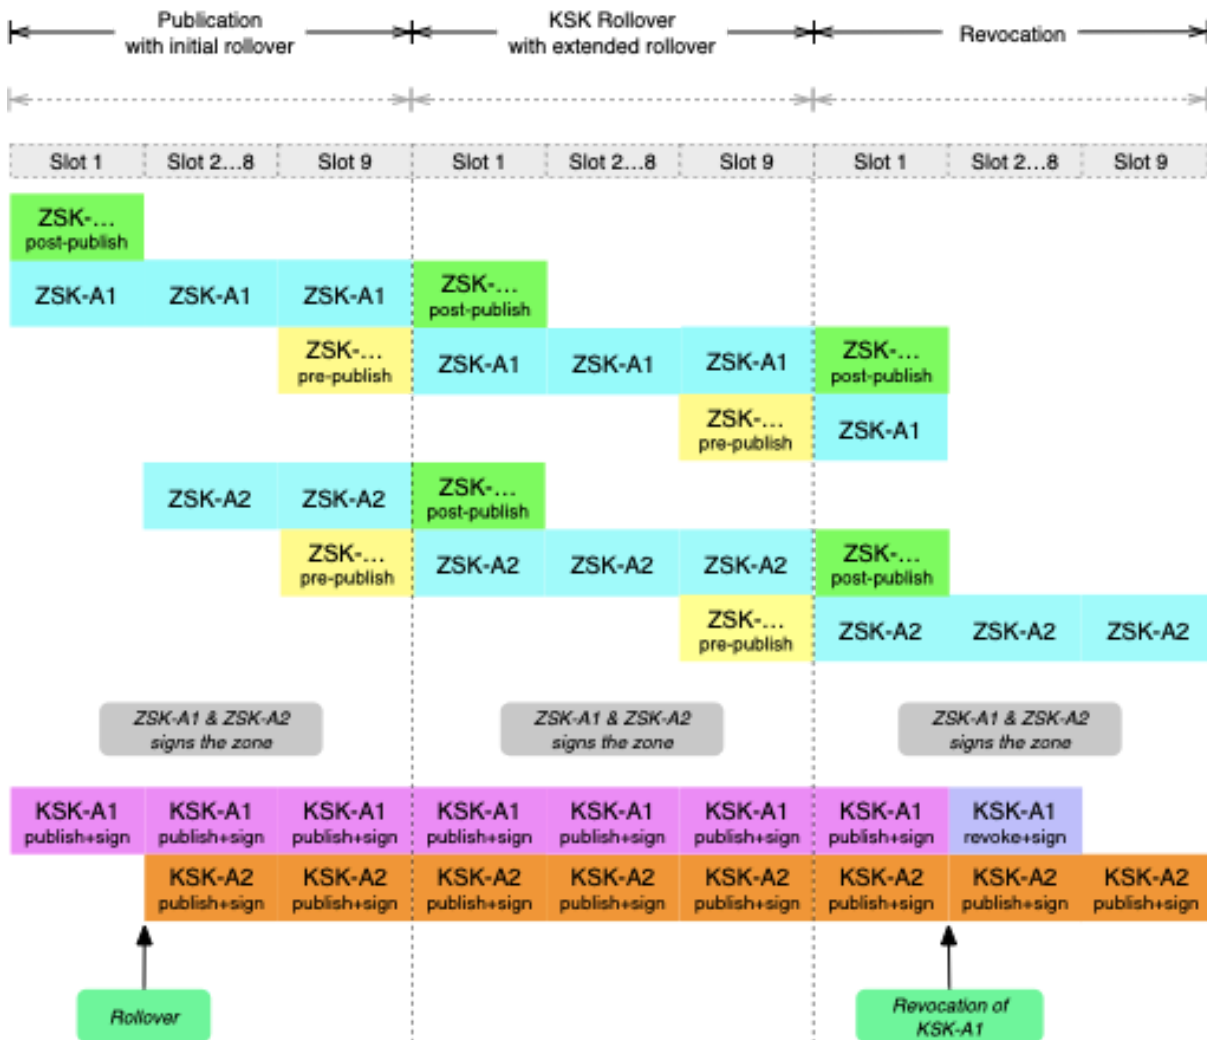 Publication
with initial rollover
KSK Rollover
with extended rollover
Revocation
Slot 1
Slot 2...8
Slot 9
Slot 1
Slot 2...8
Slot 9
Slot 1
Slot 2...8
Slot 9
ZSK-...
post-publish
ZSK-A1
ZSK-A1
ZSK-A1
ZSK-...
post-publish
ZSK-...
pre-publish
ZSK-A1
ZSK-A1
ZSK-A1
ZSK-...
post-publish
ZSK-...
pre-publish
ZSK-A1
ZSK-A2
ZSK-A2
ZSK-...
post-publish
ZSK-...
pre-publish
ZSK-A2
ZSK-A2
ZSK-A2
ZSK-...
post-publish
ZSK-...
pre-publish
ZSK-A2
ZSK-A2
ZSK-A2
ZSK-A1 & ZSK-A2
signs the zone
ZSK-A1 & ZSK-A2
signs the zone
ZSK-A1 & ZSK-A2
signs the zone
KSK-A1
publish+sign
KSK-A1
publish+sign
KSK-A1
publish+sign
KSK-A1
publish+sign
KSK-A1
publish+sign
KSK-A1
publish+sign
KSK-A1
publish+sign
KSK-A1
revoke+sign
KSK-A2
publish+sign
KSK-A2
publish+sign
KSK-A2
publish+sign
KSK-A2
publish+sign
KSK-A2
publish+sign
KSK-A2
publish+sign
KSK-A2
publish+sign
KSK-A2
publish+sign
Rollover
Revocation of
KSK-A1